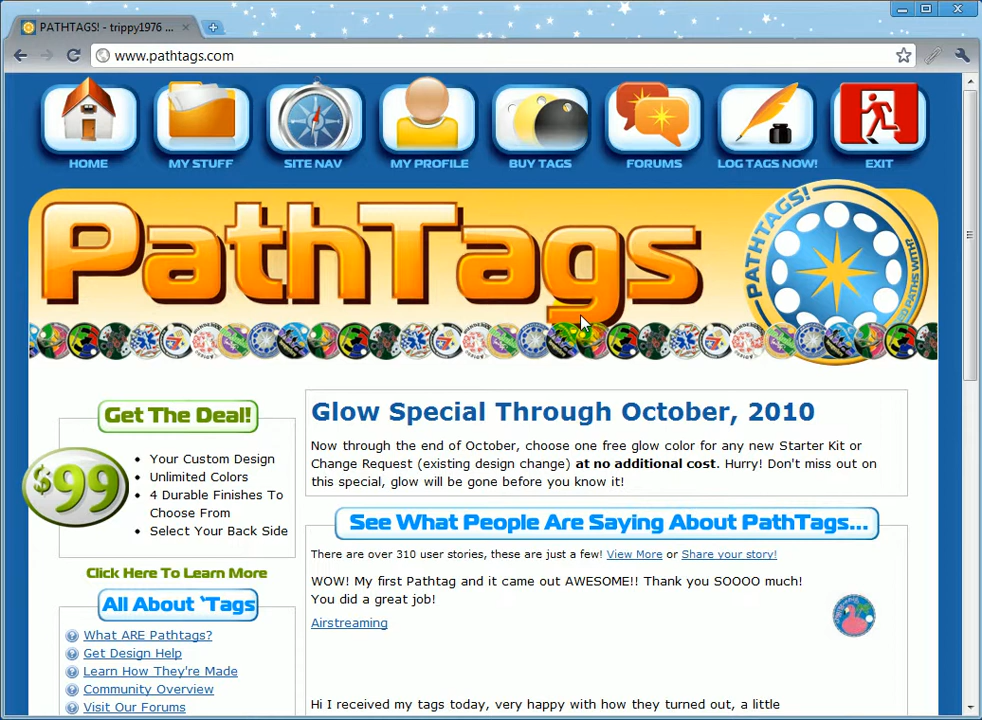 PATHTAGS! - trippy1976 ...
www.pathtags.com
HOME
MY STUFF
SITE NAV
MY PROFILE
BUY TAGS
FORUMS
LOG TAGS NOW!
EXIT
PathTags
PATHTAGS!
PATHS WITH
Get The Deal!
$99
• Your Custom Design
• Unlimited Colors
• 4 Durable Finishes To
Choose From
• Select Your Back Side
Click Here To Learn More
All About 'Tags
What ARE Pathtags?
Get Design Help
Learn How They're Made
Community Overview
Visit Our Forums
Glow Special Through October, 2010
Now through the end of October, choose one free glow color for any new Starter Kit or
Change Request (existing design change) at no additional cost. Hurry! Don't miss out on
this special, glow will be gone before you know it!
See What People Are Saying About PathTags...
There are over 310 user stories, these are just a few! View More or Share your story!
WOW! My first Pathtag and it came out AWESOME!! Thank you SOOOO much!
You did a great job!
Airstreaming
Hi I received my tags today, very happy with how they turned out, a little